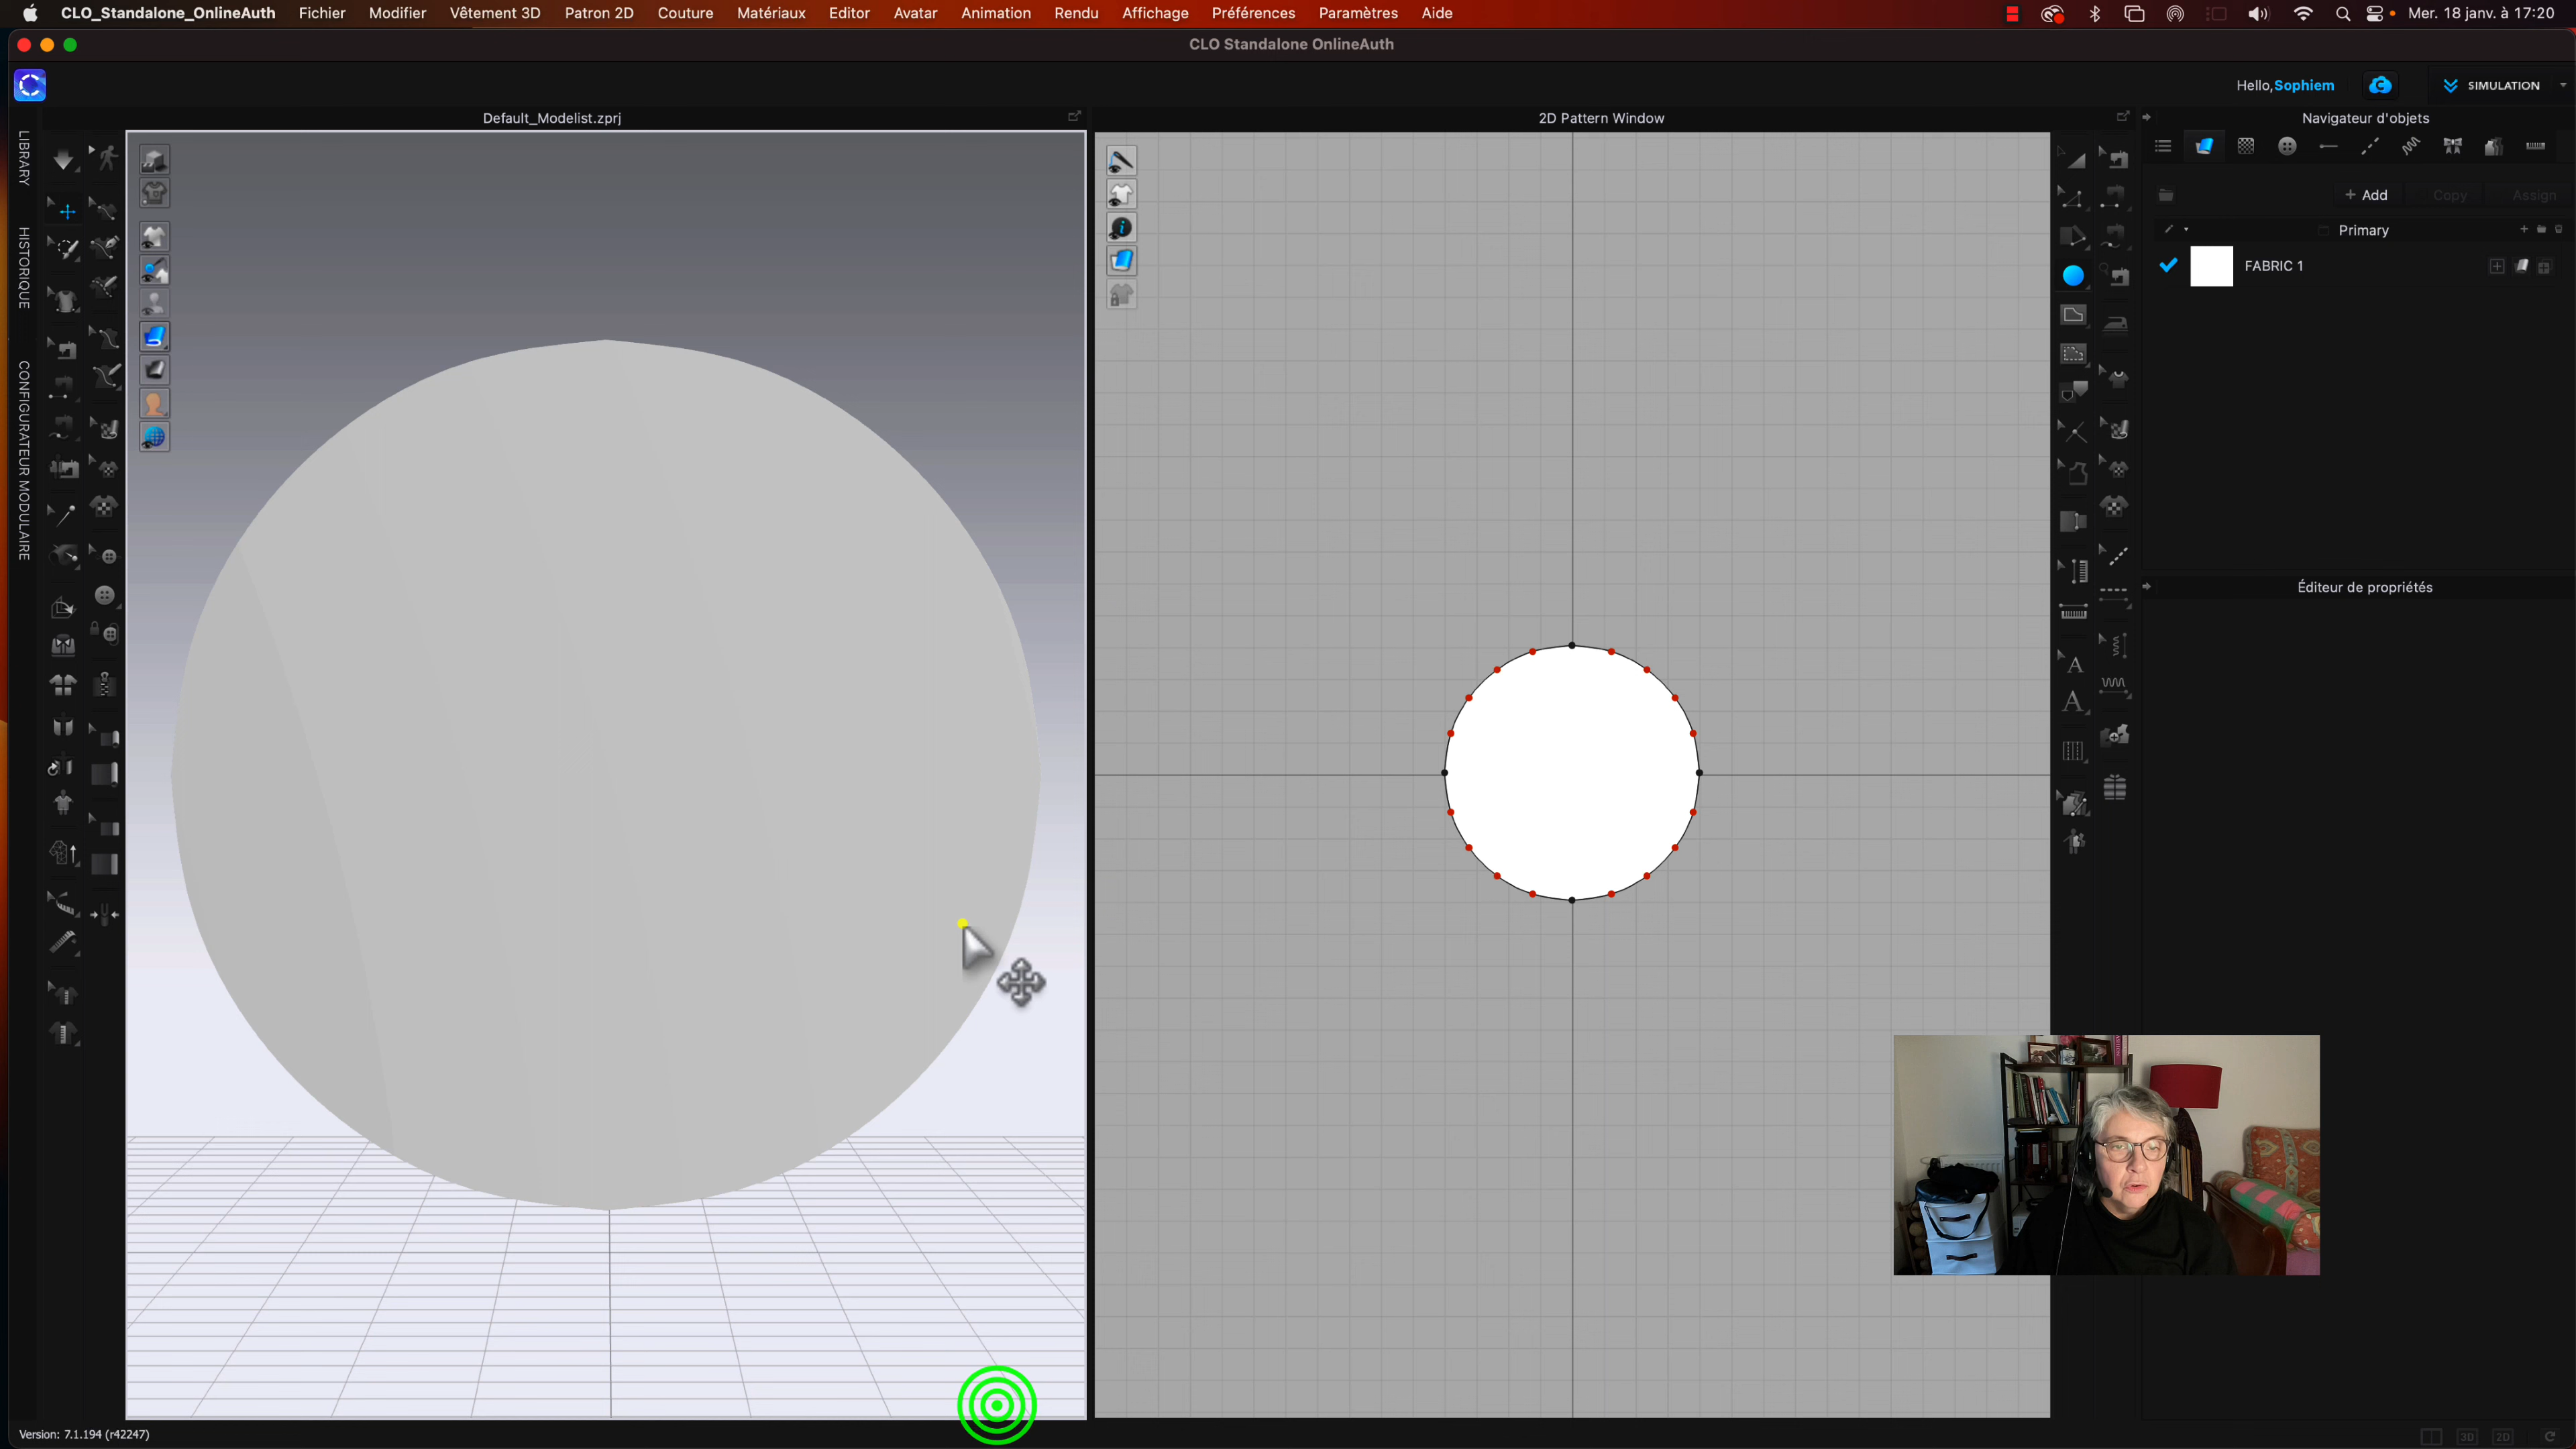 CLO_Standalone_OnlineAuth Fichier Modifier Vêtement 3D Patron 2D Couture Matériaux Editor Avatar Animation Rendu Affichage Préférences Paramètres Aide Mer. 18 janv. à 17:20
CLO Standalone OnlineAuth
Hello,Sophiem SIMULATION
Default_Modelist.zprj 2D Pattern Window Navigateur d'objets
LIBRARY
HISTORIQUE
CONFIGURATEUR MODULAIRE
+ Add Copy Assign
Primary
FABRIC 1
Éditeur de propriétés
A
A
Version: 7.1.194 (r42247)
3D 2D